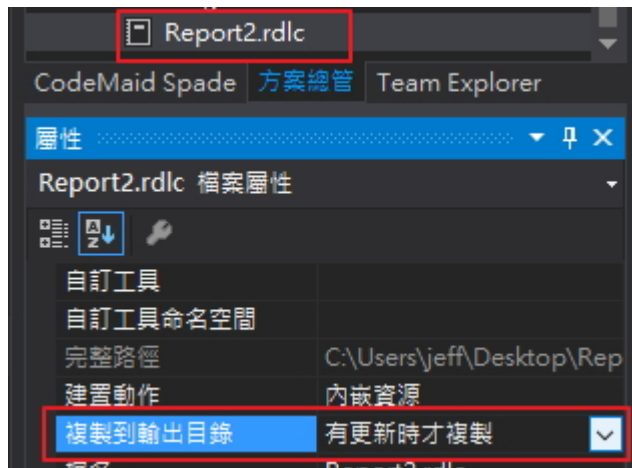 Report2.rdlc
CodeMaid Spade 方案總管 Team Explorer
屬性
Report2.rdlc 檔案屬性
自訂工具
自訂工具命名空間
完整路徑 C:\Users\jeff\Desktop\Rep
建置動作 內嵌資源
複製到輸出目錄 有更新時才複製